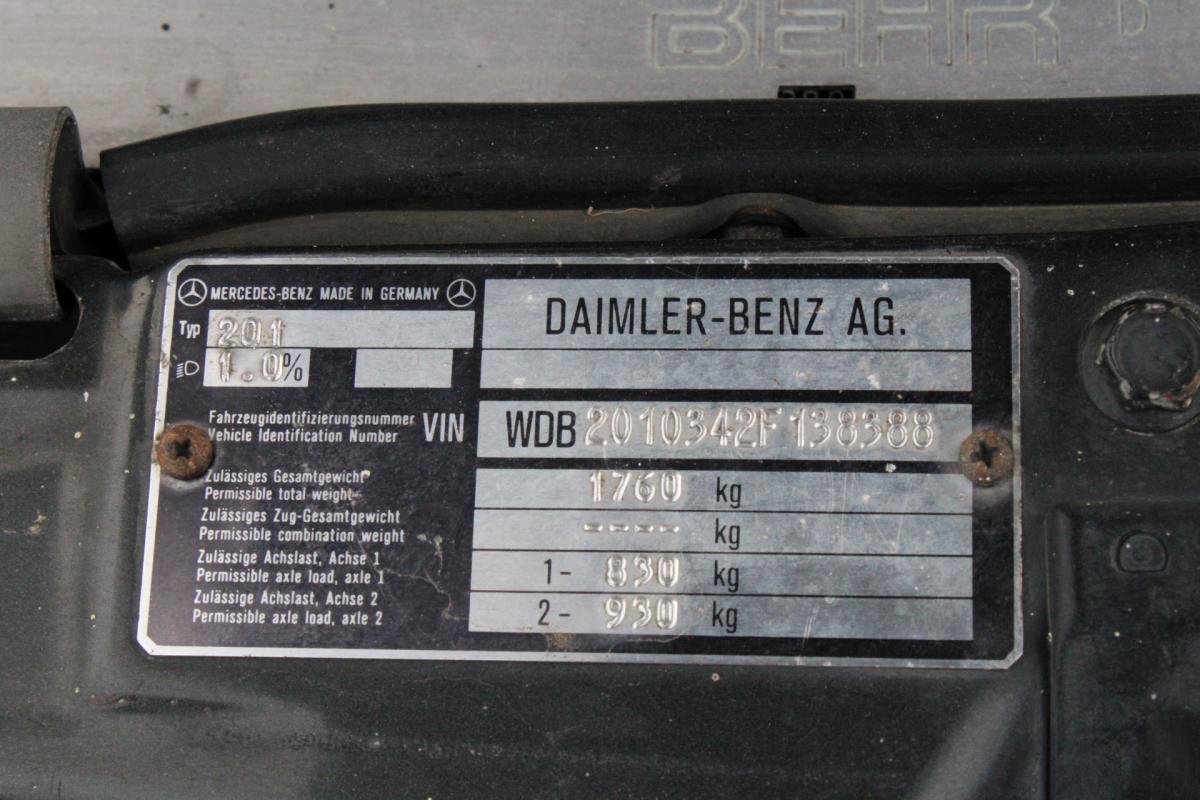 BEHR D
MERCEDES-BENZ MADE IN GERMANY
DAIMLER-BENZ AG.
Typ 201
1.0%
Fahrzeugidentifizierungsnummer
Vehicle Identification Number
VIN WDB 2010342F138388
Zulässiges Gesamtgewicht
Permissible total weight
1760 kg
Zulässiges Zug-Gesamtgewicht
Permissible combination weight
---- kg
Zulässige Achslast, Achse 1
Permissible axle load, axle 1
1- 830 kg
Zulässige Achslast, Achse 2
Permissible axle load, axle 2
2- 930 kg